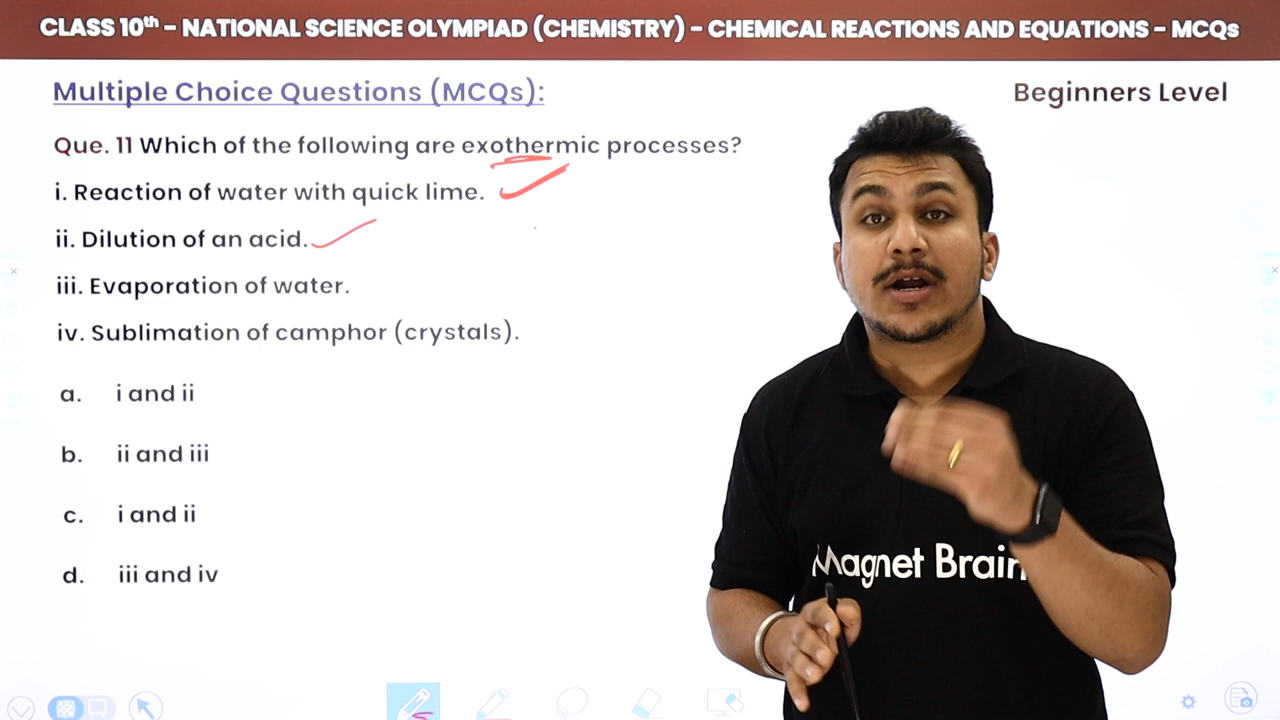 CLASS 10th – NATIONAL SCIENCE OLYMPIAD (CHEMISTRY) – CHEMICAL REACTIONS AND EQUATIONS – MCQs
Multiple Choice Questions (MCQs):
Beginners Level
Que. 11 Which of the following are exothermic processes?
i. Reaction of water with quick lime.
ii. Dilution of an acid.
iii. Evaporation of water.
iv. Sublimation of camphor (crystals).
a. i and ii
b. ii and iii
c. i and ii
d. iii and iv
Magnet Brain